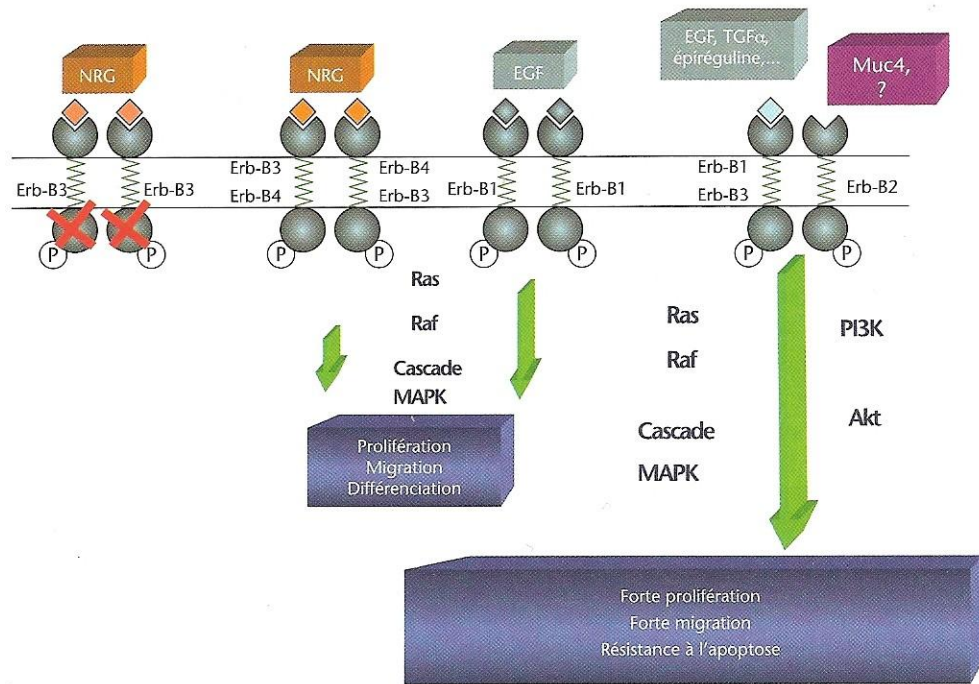 NRG
NRG
EGF
EGF, TGFα,
épiréguline,...
Muc4,
?
Erb-B3
Erb-B3
Erb-B3
Erb-B4
Erb-B4
Erb-B3
Erb-B1
Erb-B1
Erb-B1
Erb-B3
Erb-B2
P
P
P
P
P
P
P
P
Ras
Raf
Cascade
MAPK
Prolifération
Migration
Différenciation
Ras
Raf
Cascade
MAPK
PI3K
Akt
Forte prolifération
Forte migration
Résistance à l'apoptose